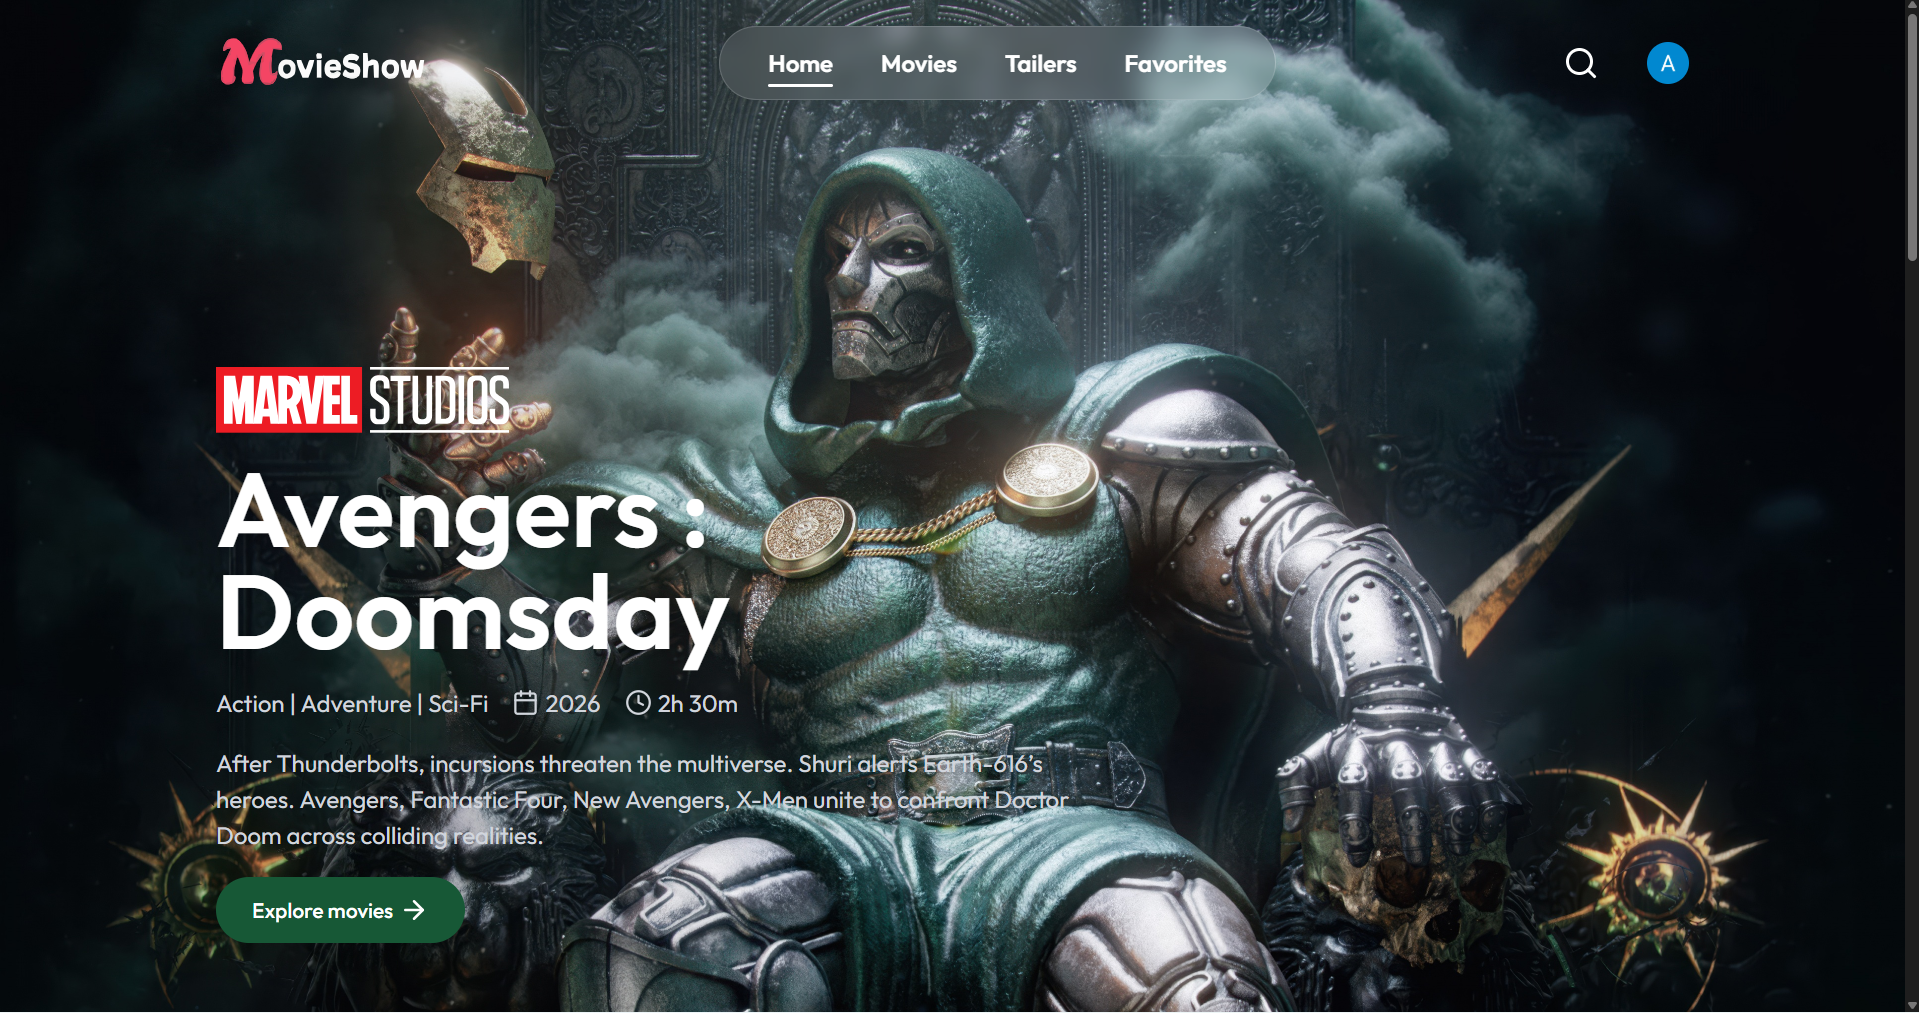 MovieShow
Home Movies Tailers Favorites
A
MARVEL STUDIOS
Avengers :
Doomsday
Action | Adventure | Sci-Fi 2026 2h 30m
After Thunderbolts, incursions threaten the multiverse. Shuri alerts Earth-616’s
heroes. Avengers, Fantastic Four, New Avengers, X-Men unite to confront Doctor
Doom across colliding realities.
Explore movies